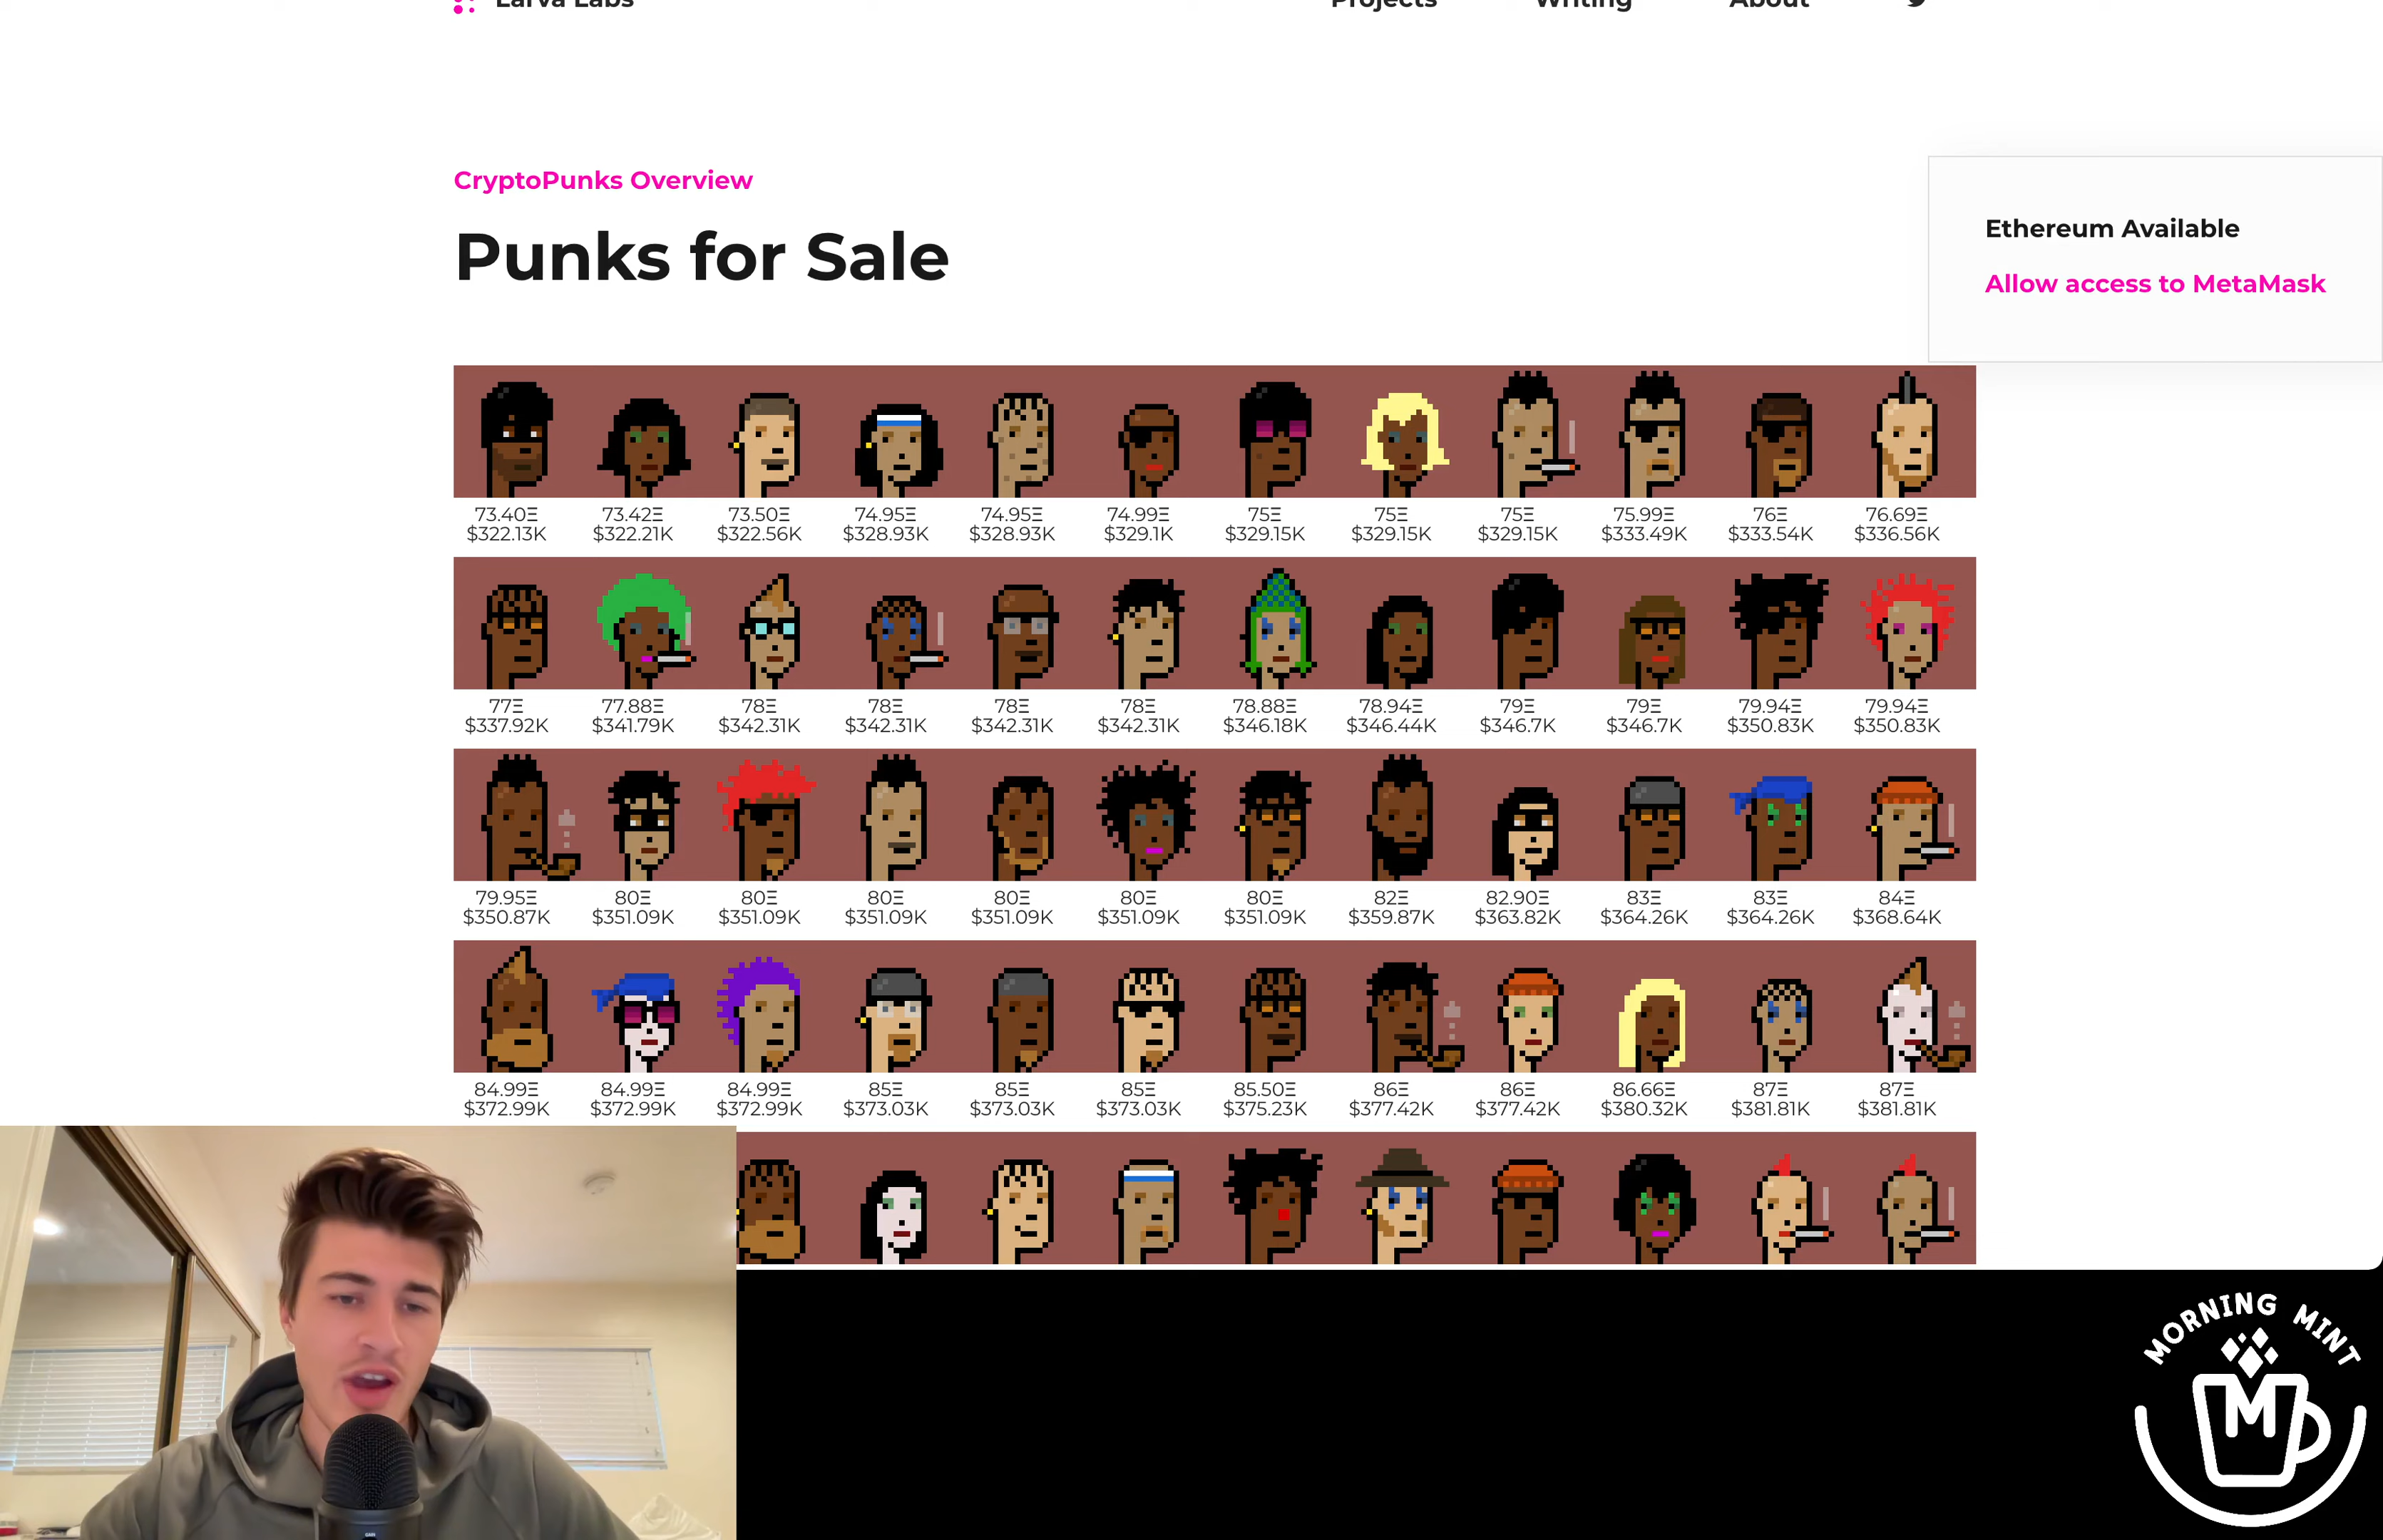 Larva Labs Projects Writing About
CryptoPunks Overview
Punks for Sale
Ethereum Available
Allow access to MetaMask
73.40Ξ 73.42Ξ 73.50Ξ 74.95Ξ 74.95Ξ 74.99Ξ 75Ξ 75Ξ 75Ξ 75.99Ξ 76Ξ 76.69Ξ
$322.13K $322.21K $322.56K $328.93K $328.93K $329.1K $329.15K $329.15K $329.15K $333.49K $333.54K $336.56K
77Ξ 77.88Ξ 78Ξ 78Ξ 78Ξ 78Ξ 78.88Ξ 78.94Ξ 79Ξ 79Ξ 79.94Ξ 79.94Ξ
$337.92K $341.79K $342.31K $342.31K $342.31K $342.31K $346.18K $346.44K $346.7K $346.7K $350.83K $350.83K
79.95Ξ 80Ξ 80Ξ 80Ξ 80Ξ 80Ξ 80Ξ 82Ξ 82.90Ξ 83Ξ 83Ξ 84Ξ
$350.87K $351.09K $351.09K $351.09K $351.09K $351.09K $351.09K $359.87K $363.82K $364.26K $364.26K $368.64K
84.99Ξ 84.99Ξ 84.99Ξ 85Ξ 85Ξ 85Ξ 85.50Ξ 86Ξ 86Ξ 86.66Ξ 87Ξ 87Ξ
$372.99K $372.99K $372.99K $373.03K $373.03K $373.03K $375.23K $377.42K $377.42K $380.32K $381.81K $381.81K
MORNING MINT
M